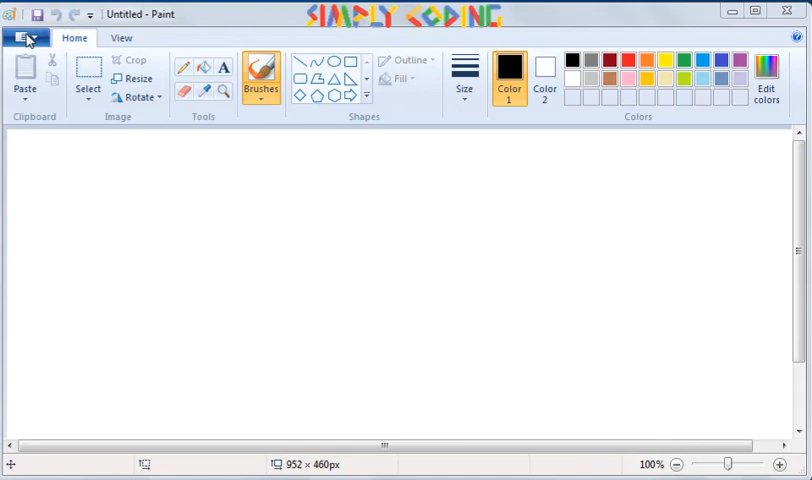 Untitled - Paint
SIMPLY CODING
Home View
Paste
Clipboard
Select
Crop
Resize
Rotate
Image
A
Tools
Brushes
Shapes
Outline
Fill
Size
Color 1
Color 2
Edit colors
Colors
952 × 460px
100%